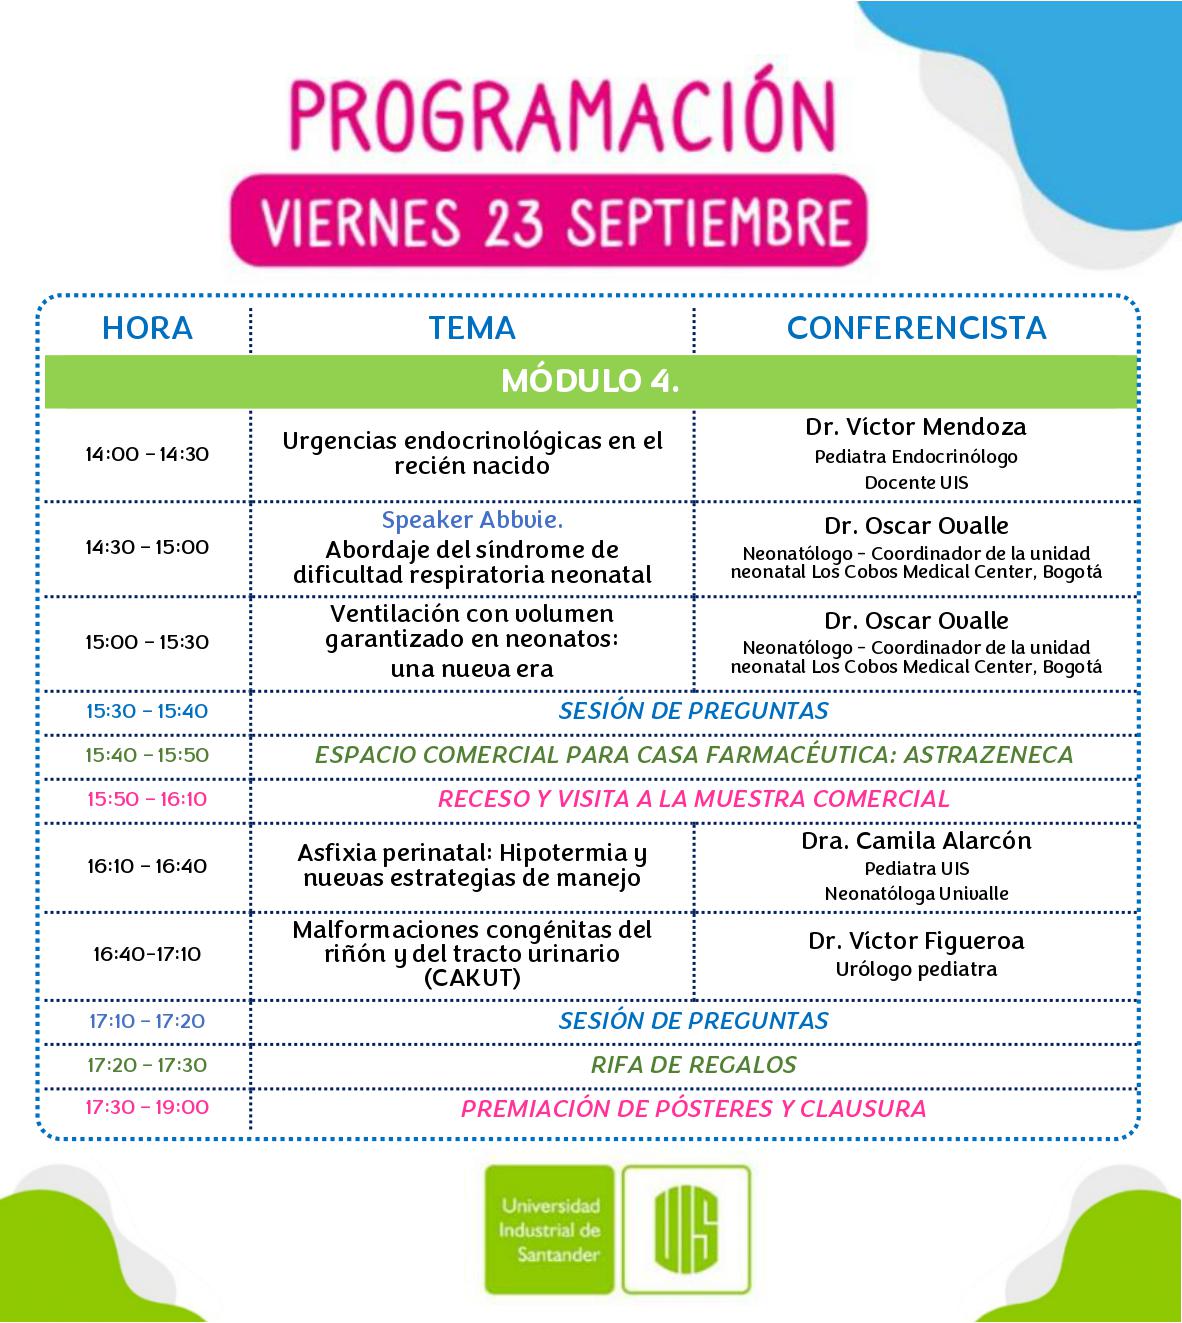 PROGRAMACIÓN
VIERNES 23 SEPTIEMBRE
HORA
TEMA
CONFERENCISTA
MÓDULO 4.
14:00 – 14:30
Urgencias endocrinológicas en el
recién nacido
Dr. Víctor Mendoza
Pediatra Endocrinólogo
Docente UIS
14:30 – 15:00
Speaker Abbvie.
Abordaje del síndrome de
dificultad respiratoria neonatal
Dr. Oscar Ovalle
Neonatólogo – Coordinador de la unidad
neonatal Los Cobos Medical Center, Bogotá
15:00 – 15:30
Ventilación con volumen
garantizado en neonatos:
una nueva era
Dr. Oscar Ovalle
Neonatólogo – Coordinador de la unidad
neonatal Los Cobos Medical Center, Bogotá
15:30 – 15:40
SESIÓN DE PREGUNTAS
15:40 – 15:50
ESPACIO COMERCIAL PARA CASA FARMACÉUTICA: ASTRAZENECA
15:50 – 16:10
RECESO Y VISITA A LA MUESTRA COMERCIAL
16:10 – 16:40
Asfixia perinatal: Hipotermia y
nuevas estrategias de manejo
Dra. Camila Alarcón
Pediatra UIS
Neonatóloga Univalle
16:40-17:10
Malformaciones congénitas del
riñón y del tracto urinario
(CAKUT)
Dr. Víctor Figueroa
Urólogo pediatra
17:10 – 17:20
SESIÓN DE PREGUNTAS
17:20 – 17:30
RIFA DE REGALOS
17:30 – 19:00
PREMIACIÓN DE PÓSTERES Y CLAUSURA
Universidad
Industrial de
Santander
UIS